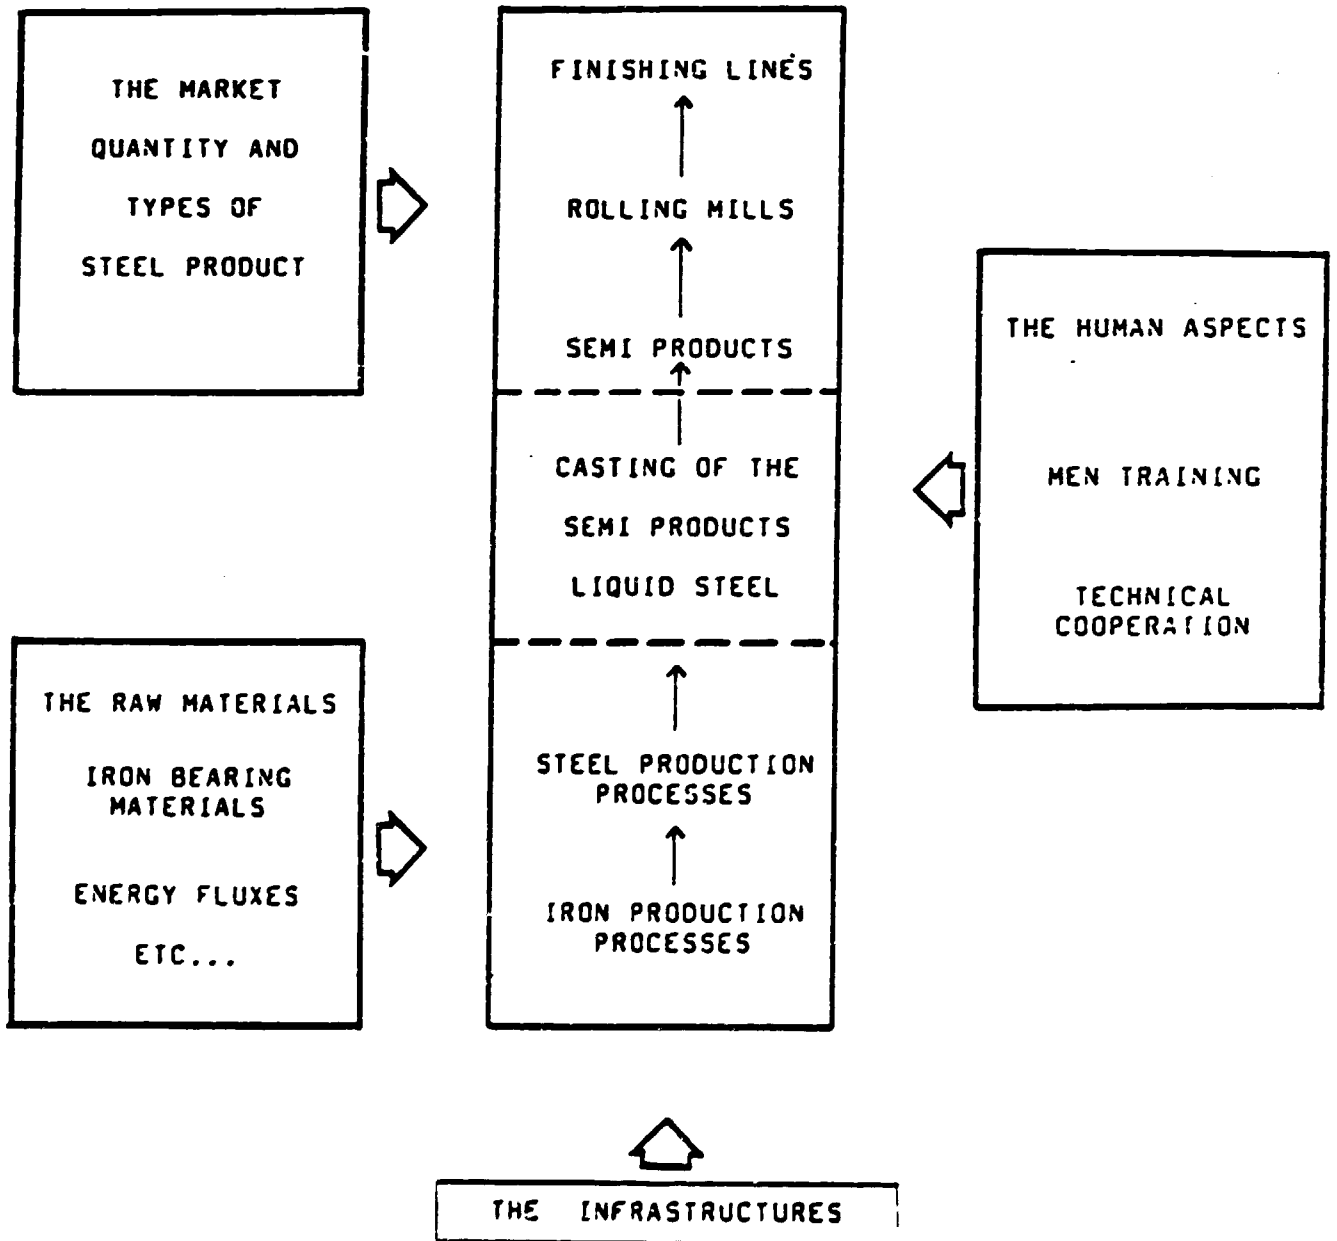 THE MARKET
QUANTITY AND
TYPES OF
STEEL PRODUCT
FINISHING LINES
ROLLING MILLS
SEMI PRODUCTS
CASTING OF THE
SEMI PRODUCTS
LIQUID STEEL
STEEL PRODUCTION
PROCESSES
IRON PRODUCTION
PROCESSES
THE HUMAN ASPECTS
MEN TRAINING
TECHNICAL
COOPERATION
THE RAW MATERIALS
IRON BEARING
MATERIALS
ENERGY FLUXES
ETC...
THE INFRASTRUCTURES